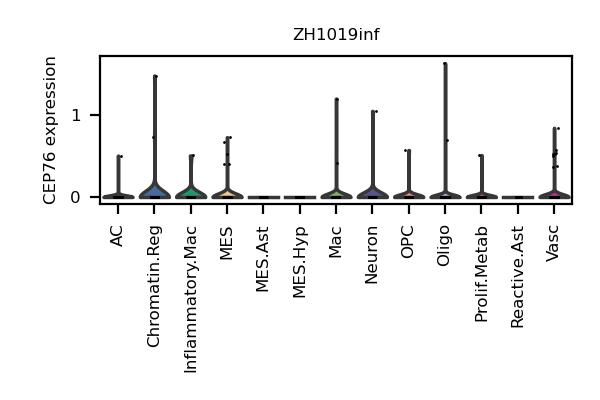 ZH1019inf
CEP76 expression
1
0
AC
Chromatin.Reg
Inflammatory.Mac
MES
MES.Ast
MES.Hyp
Mac
Neuron
OPC
Oligo
Prolif.Metab
Reactive.Ast
Vasc